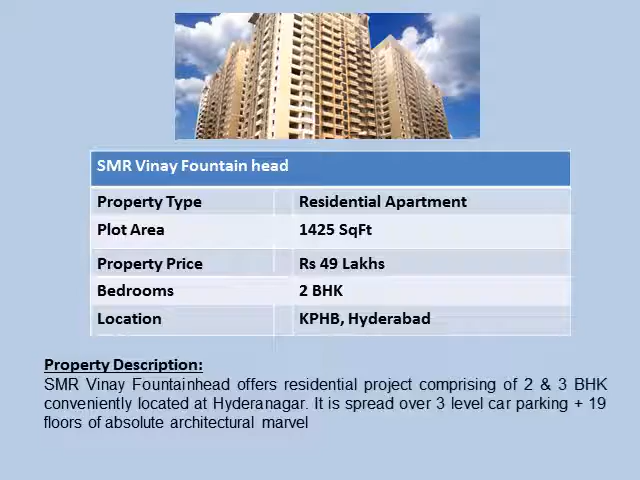 SMR Vinay Fountain head
Property Type Residential Apartment
Plot Area 1425 SqFt
Property Price Rs 49 Lakhs
Bedrooms 2 BHK
Location KPHB, Hyderabad
Property Description:
SMR Vinay Fountainhead offers residential project comprising of 2 & 3 BHK
conveniently located at Hyderanagar. It is spread over 3 level car parking + 19
floors of absolute architectural marvel